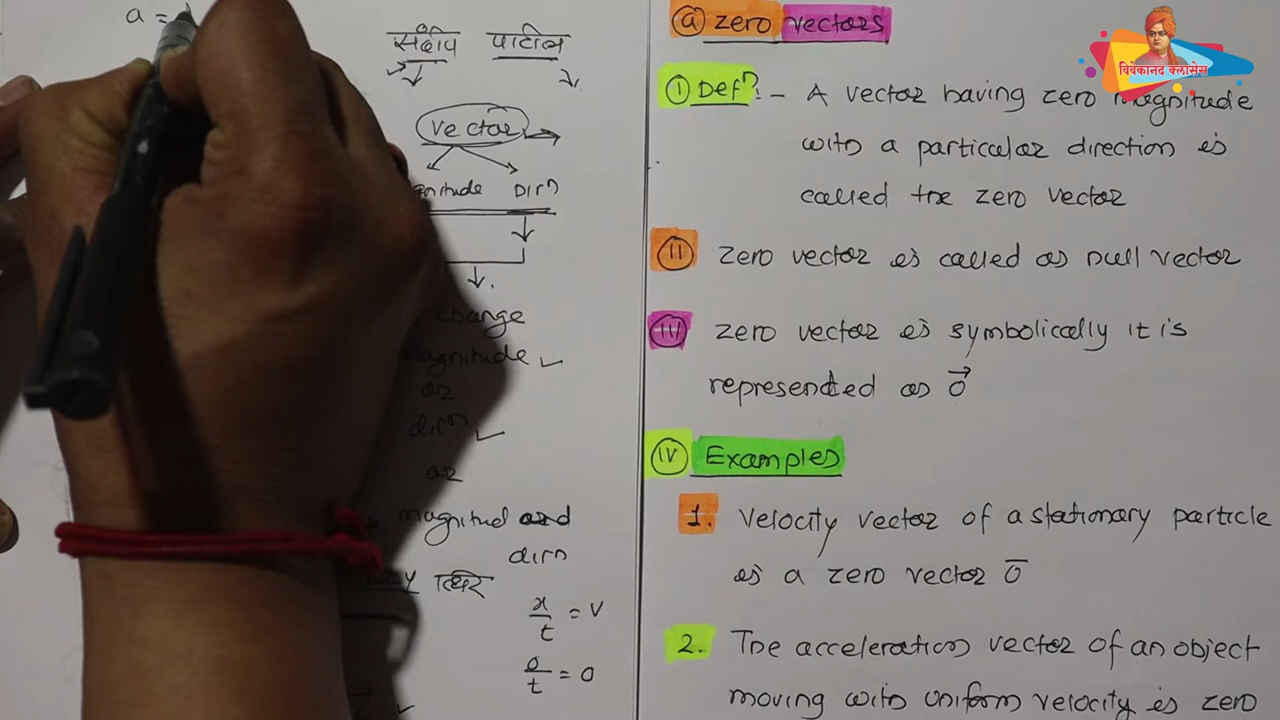 a =
संदीप पाटील
vector
gnitude Dirn
change
magnitude
or
dirn
or
magnitud and
dirn
स्थिर
x/t = v
0/t = 0
a zero vectors
विवेकानंद क्लासेस
I Defⁿ: - A vector having zero magnitude
with a particular direction is
called the zero vector
II zero vector is called as null vector
IV zero vector is symbolically it is
represented as 0⃗
IV Examples
1. Velocity vector of a stationary particle
is a zero vector 0̅
2. The acceleration vector of an object
moving with uniform velocity is zero